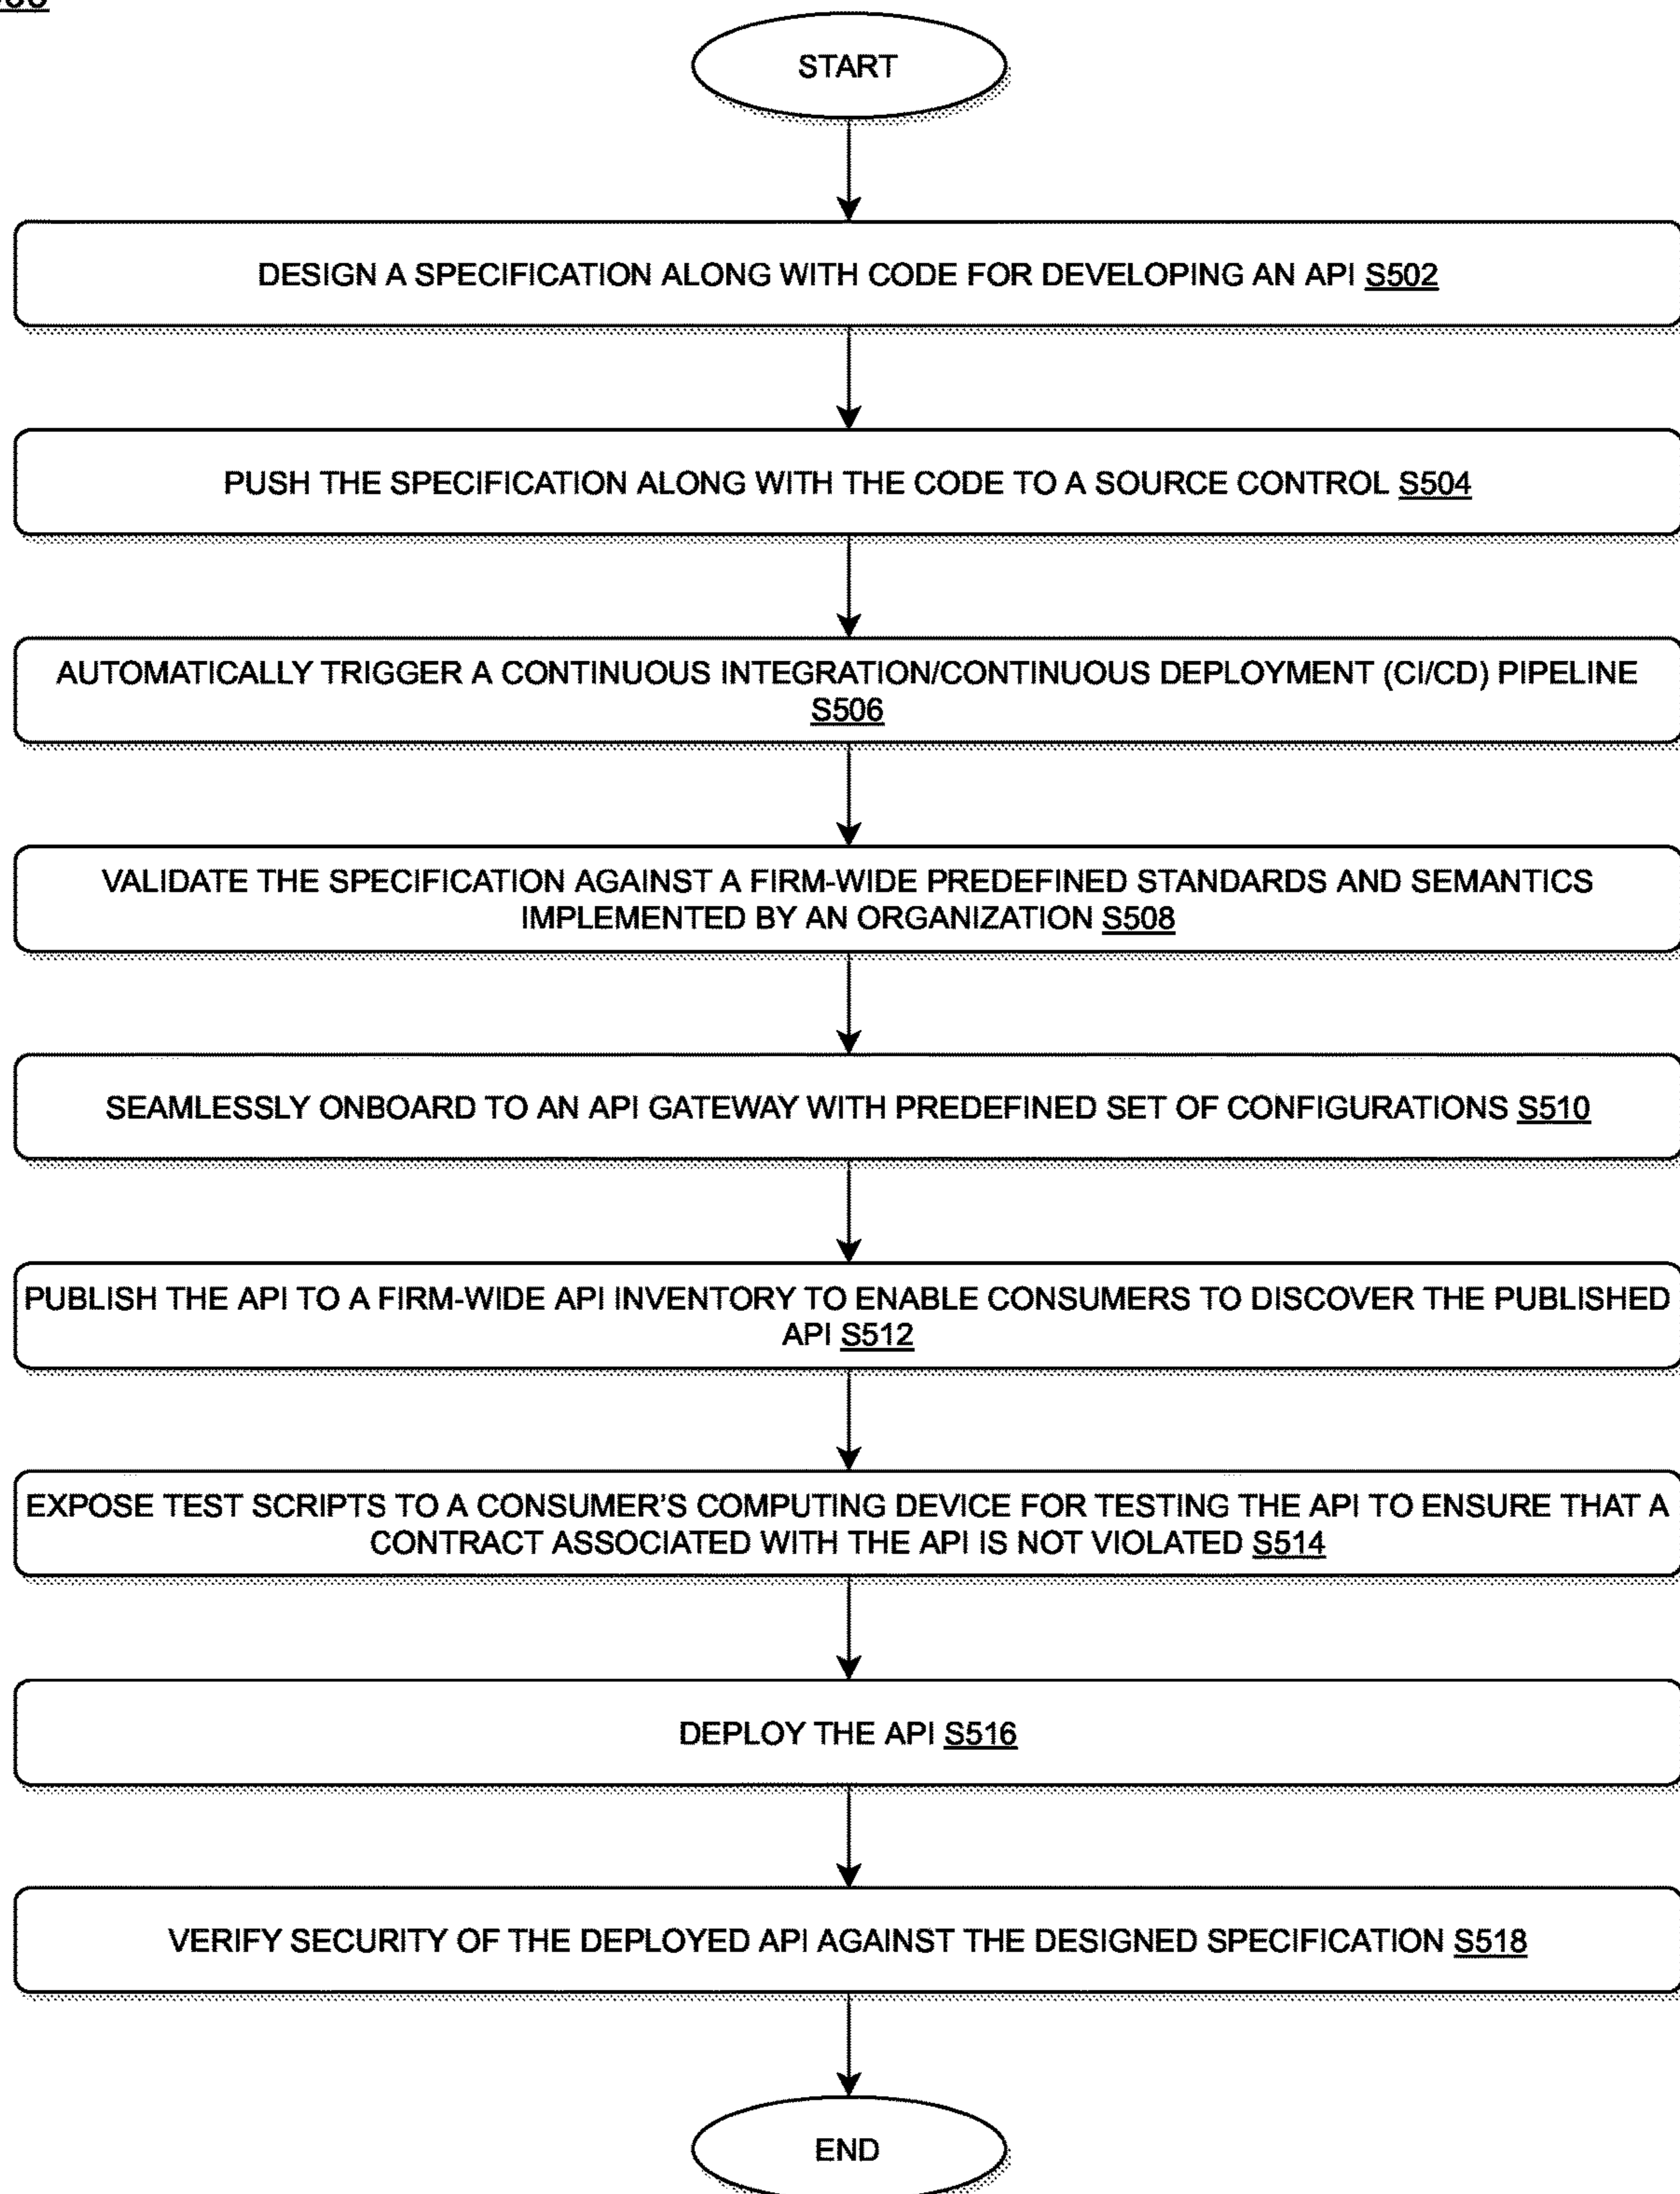 START
DESIGN A SPECIFICATION ALONG WITH CODE FOR DEVELOPING AN API S502
PUSH THE SPECIFICATION ALONG WITH THE CODE TO A SOURCE CONTROL S504
AUTOMATICALLY TRIGGER A CONTINUOUS INTEGRATION/CONTINUOUS DEPLOYMENT (CI/CD) PIPELINE
S506
VALIDATE THE SPECIFICATION AGAINST A FIRM-WIDE PREDEFINED STANDARDS AND SEMANTICS
IMPLEMENTED BY AN ORGANIZATION S508
SEAMLESSLY ONBOARD TO AN API GATEWAY WITH PREDEFINED SET OF CONFIGURATIONS S510
PUBLISH THE API TO A FIRM-WIDE API INVENTORY TO ENABLE CONSUMERS TO DISCOVER THE PUBLISHED
API S512
EXPOSE TEST SCRIPTS TO A CONSUMER'S COMPUTING DEVICE FOR TESTING THE API TO ENSURE THAT A
CONTRACT ASSOCIATED WITH THE API IS NOT VIOLATED S514
DEPLOY THE API S516
VERIFY SECURITY OF THE DEPLOYED API AGAINST THE DESIGNED SPECIFICATION S518
END